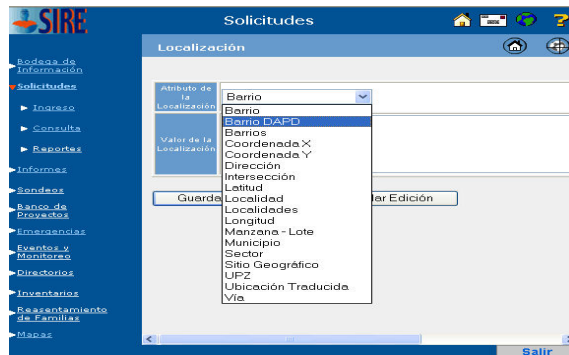 SIRE
Solicitudes
Localización
Bodega de
Información
Solicitudes
Ingreso
Consulta
Reportes
Informes
Sondeos
Banco de
Proyectos
Emergencias
Eventos y
Monitoreo
Directorios
Inventarios
Reasentamiento
de Familias
Mapas
Atributo de
la
Localización
Barrio
Valor de la
Localización
Barrio
Barrio DAPD
Barrios
Coordenada X
Coordenada Y
Dirección
Intersección
Latitud
Localidad
Localidades
Longitud
Manzana - Lote
Municipio
Sector
Sitio Geográfico
UPZ
Ubicación Traducida
Vía
Guarda
lar Edición
Salir